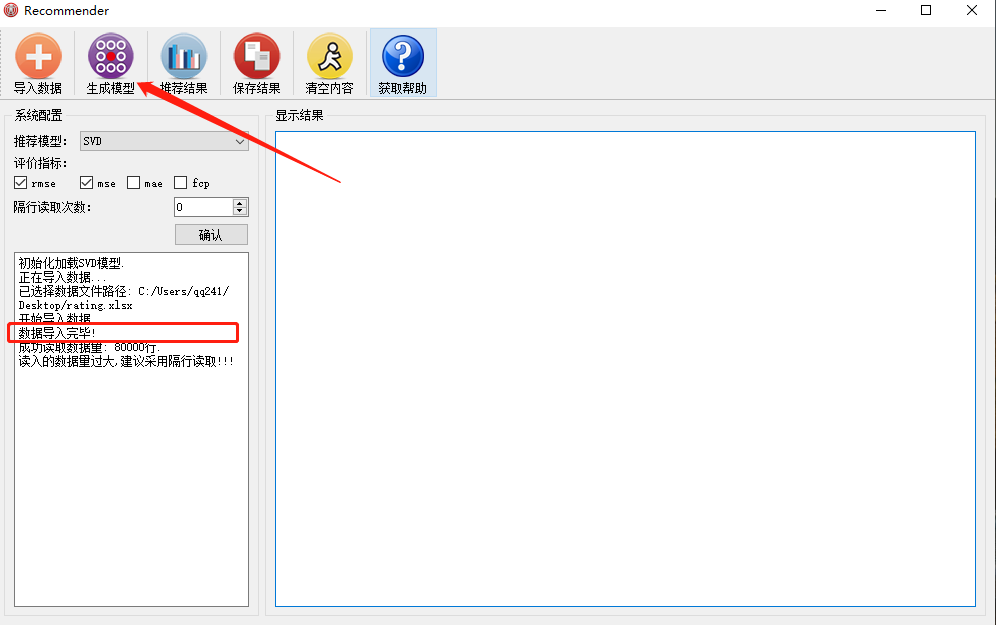 Recommender
导入数据
生成模型
推荐结果
保存结果
清空内容
获取帮助
系统配置
推荐模型: SVD
评价指标:
rmse mse mae fcp
隔行读取次数: 0
确认
初始化加载SVD模型.
正在导入数据...
已选择数据文件路径: C:/Users/qq241/
Desktop/rating.xlsx
开始导入数据
数据导入完毕!
成功读取数据量: 80000行.
读入的数据量过大,建议采用隔行读取!!!
显示结果